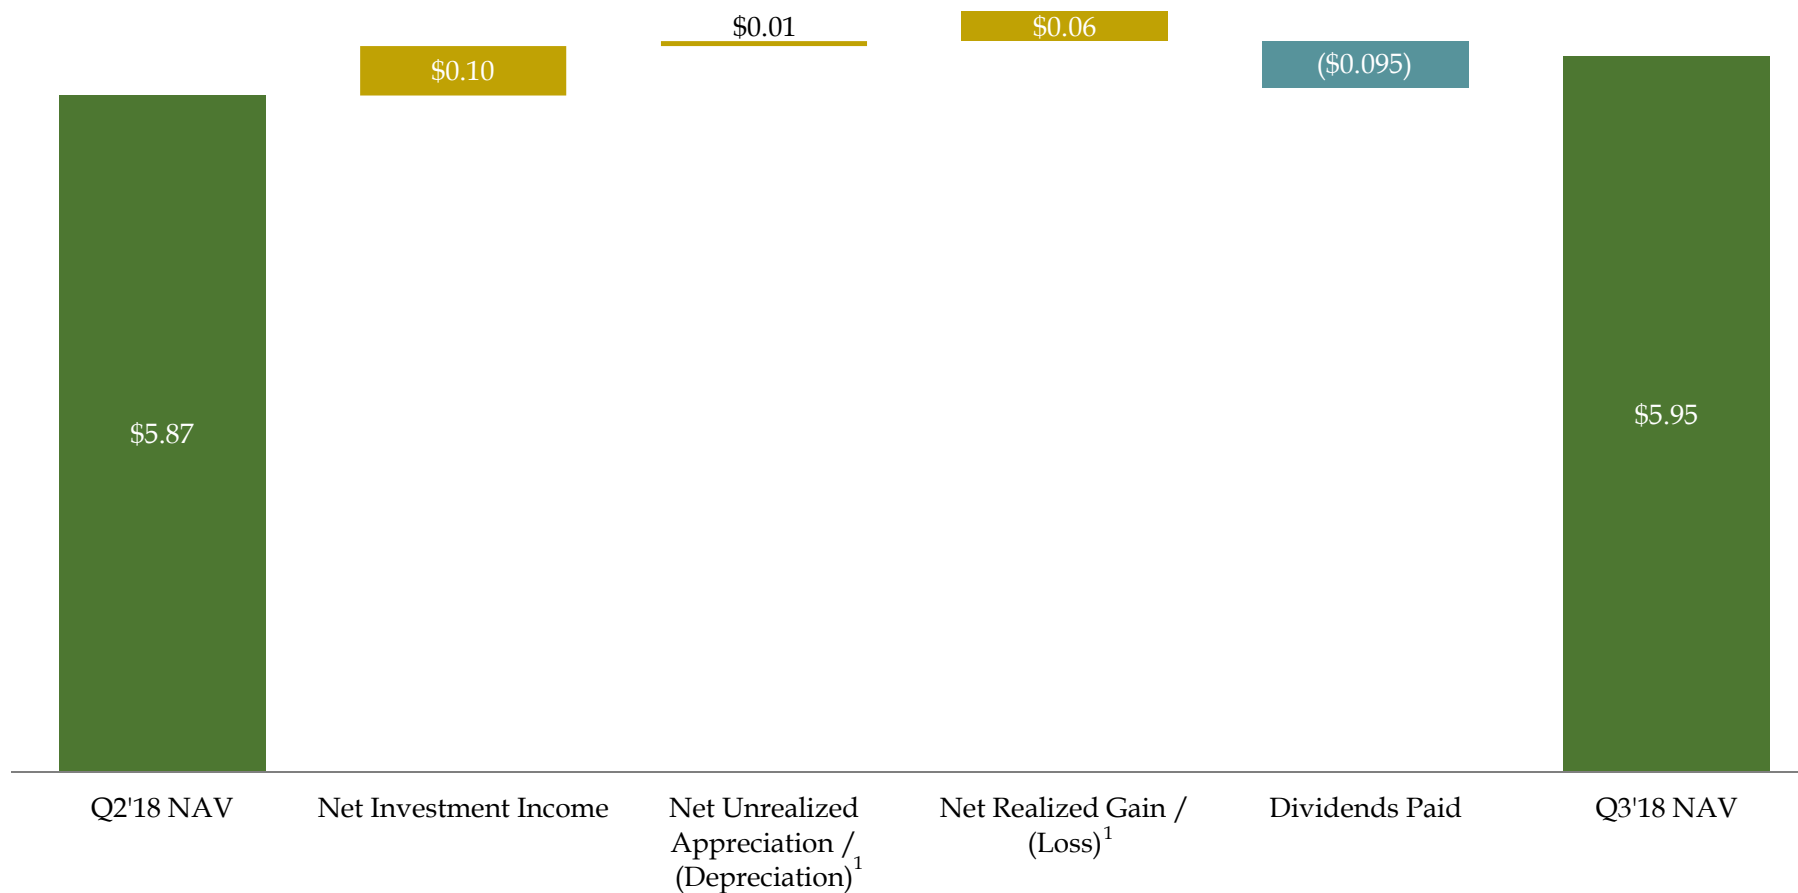 $0.01
$0.06
$0.10
($0.095)
$5.87
$5.95
Q2'18 NAV
Net Investment Income
Net Unrealized
Appreciation /
(Depreciation)1
Net Realized Gain /
(Loss)1
Dividends Paid
Q3'18 NAV